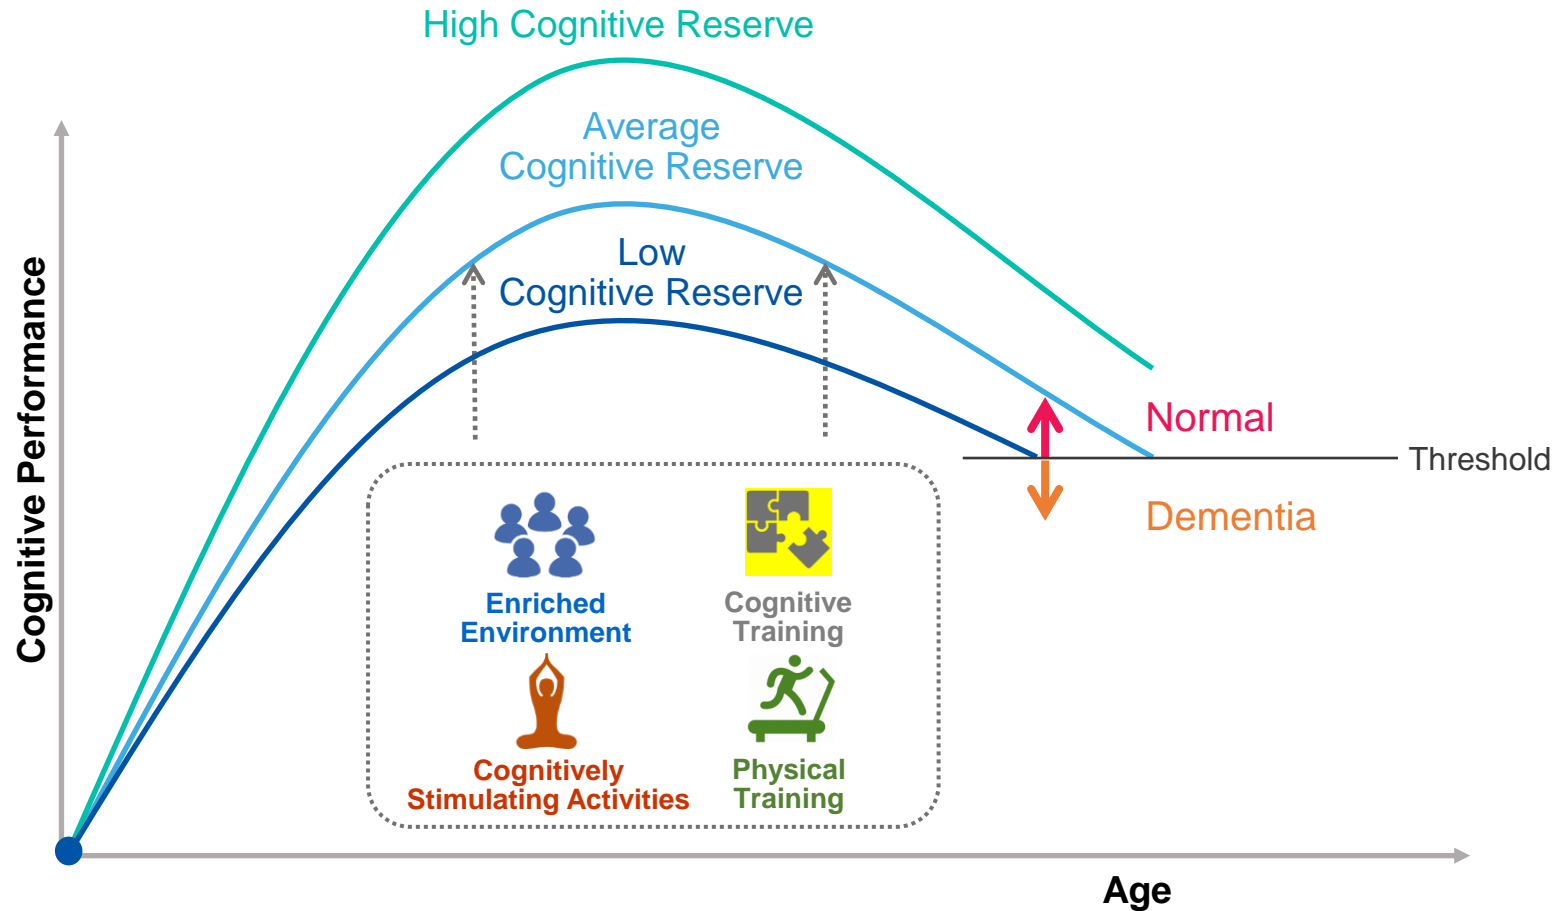 High Cognitive Reserve
Average
Cognitive Reserve
Low
Cognitive Reserve
Cognitive Performance
Normal
Threshold
Dementia
Enriched
Environment
Cognitive
Training
Cognitively
Stimulating Activities
Physical
Training
Age